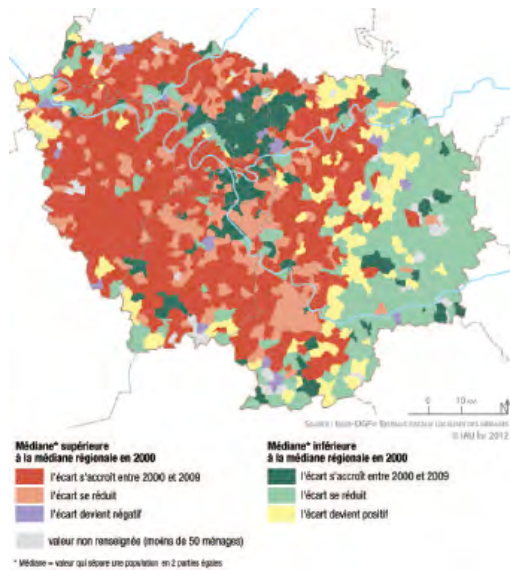 0 10 KM
N
© IAU îdF 2012
Médiane* supérieure
à la médiane régionale en 2000
l'écart s'accroît entre 2000 et 2009
l'écart se réduit
l'écart devient négatif
valeur non renseignée (moins de 50 ménages)
Médiane* inférieure
à la médiane régionale en 2000
l'écart s'accroît entre 2000 et 2009
l'écart se réduit
l'écart devient positif
* Médiane = valeur qui sépare une population en 2 parties égales